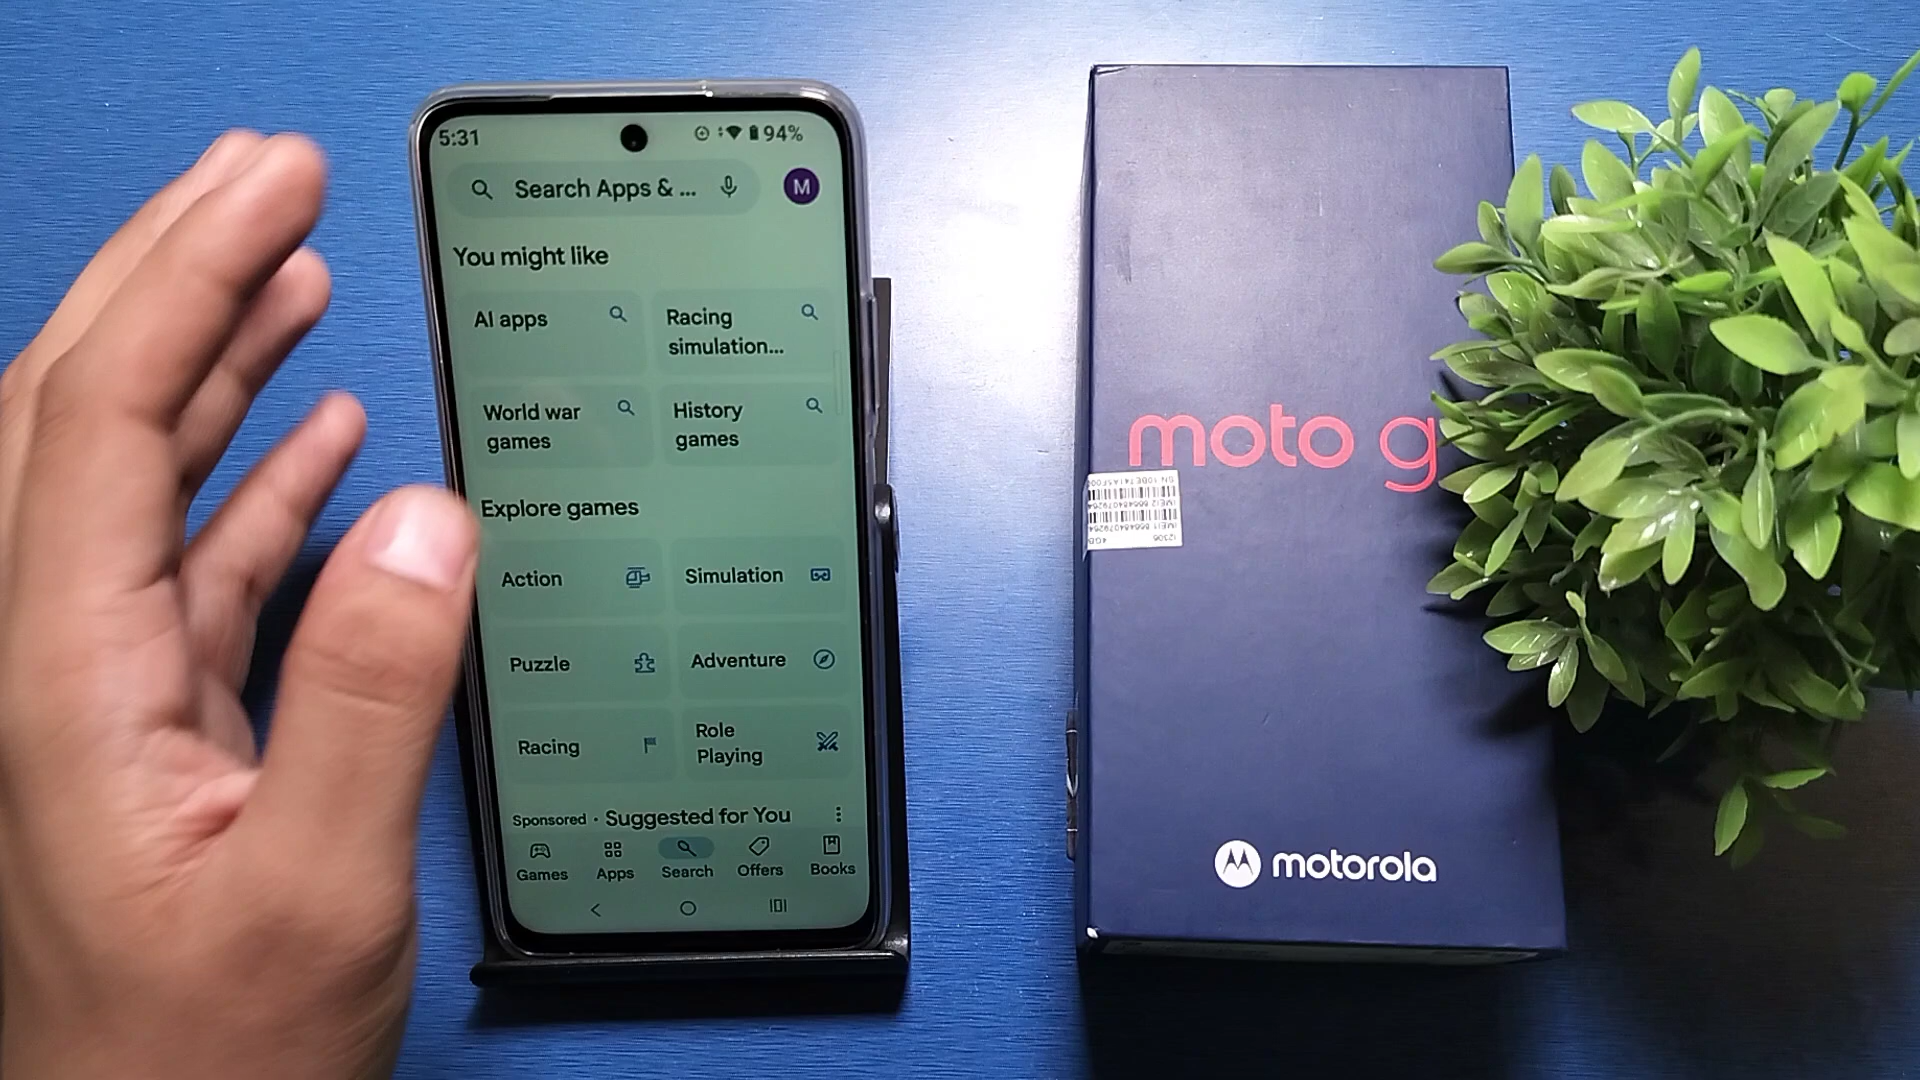 5:31
94%
Search Apps & ...
M
You might like
AI apps
Racing
simulation...
World war
games
History
games
Explore games
Action
Simulation
Puzzle
Adventure
Racing
Role
Playing
Sponsored · Suggested for You
Games
Apps
Search
Offers
Books
moto g
4GB
motorola